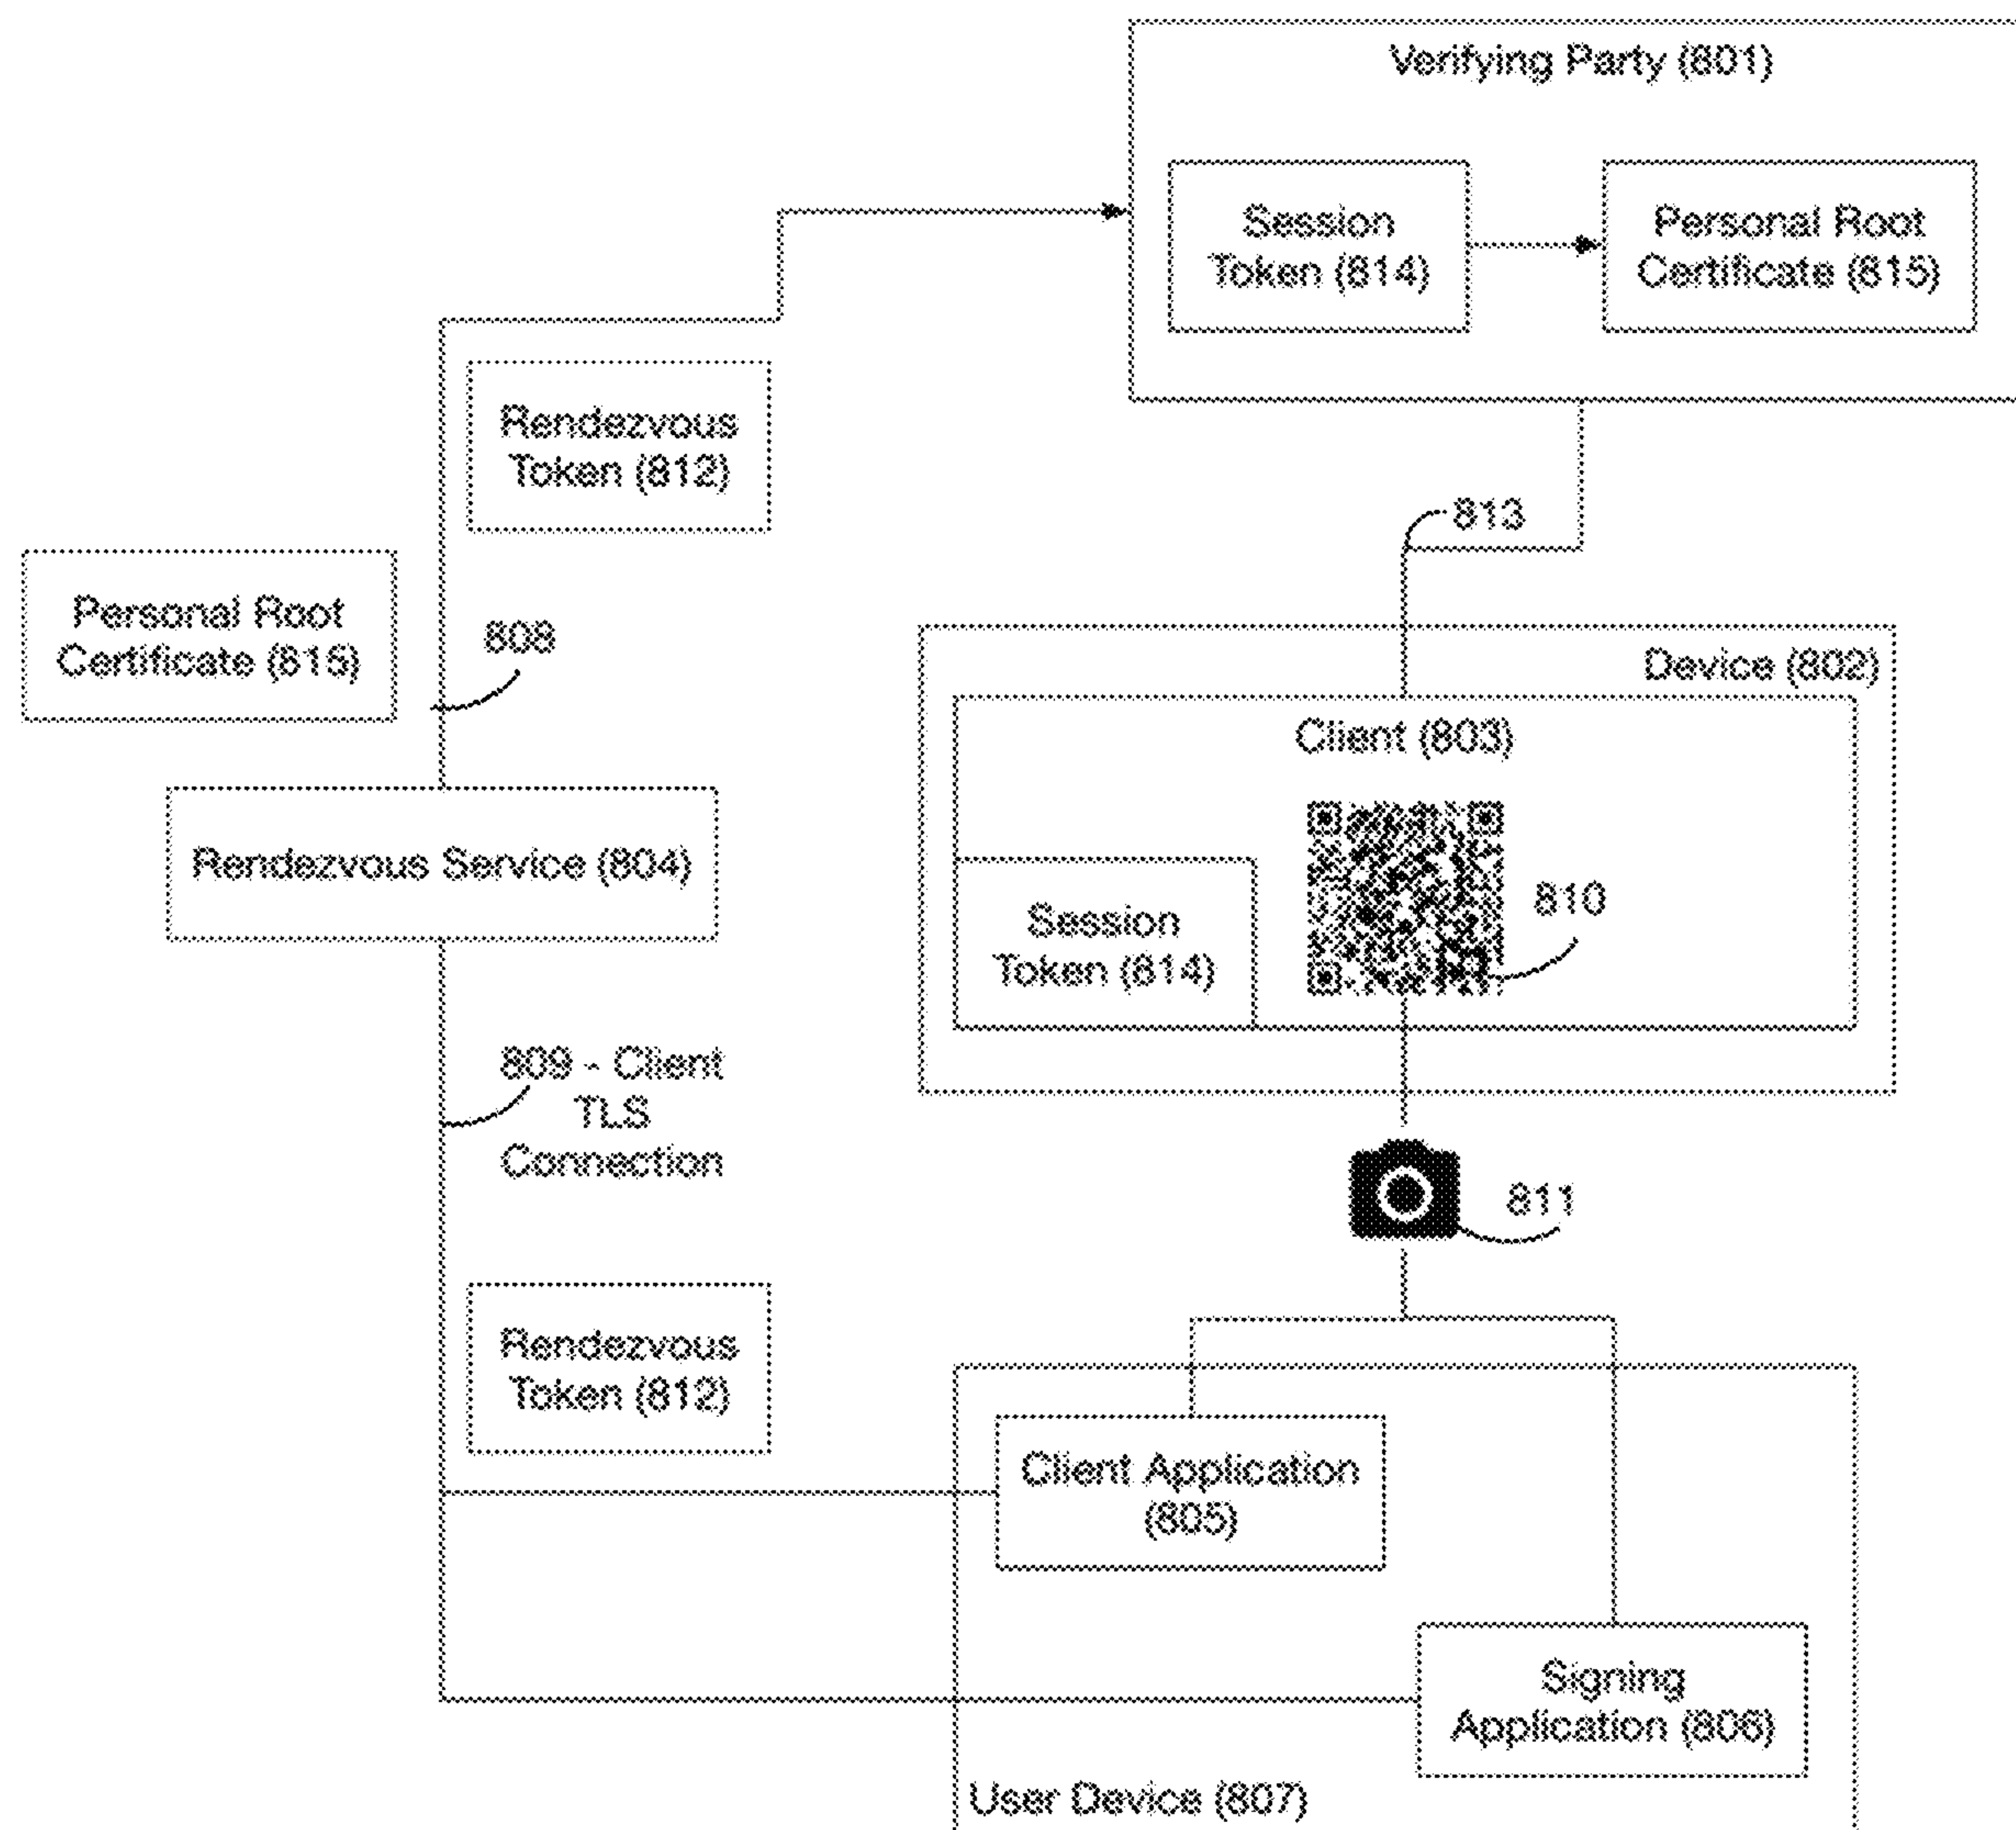 Verifying Party (801)
Session
Token (814)
Personal Root
Certificate (815)
Rendezvous
Token (812)
813
Personal Root
Certificate (815)
808
Device (802)
Client (803)
Rendezvous Service (804)
810
Session
Token (814)
809 - Client
TLS
Connection
811
Rendezvous
Token (812)
Client Application
(805)
Signing
Application (806)
User Device (807)